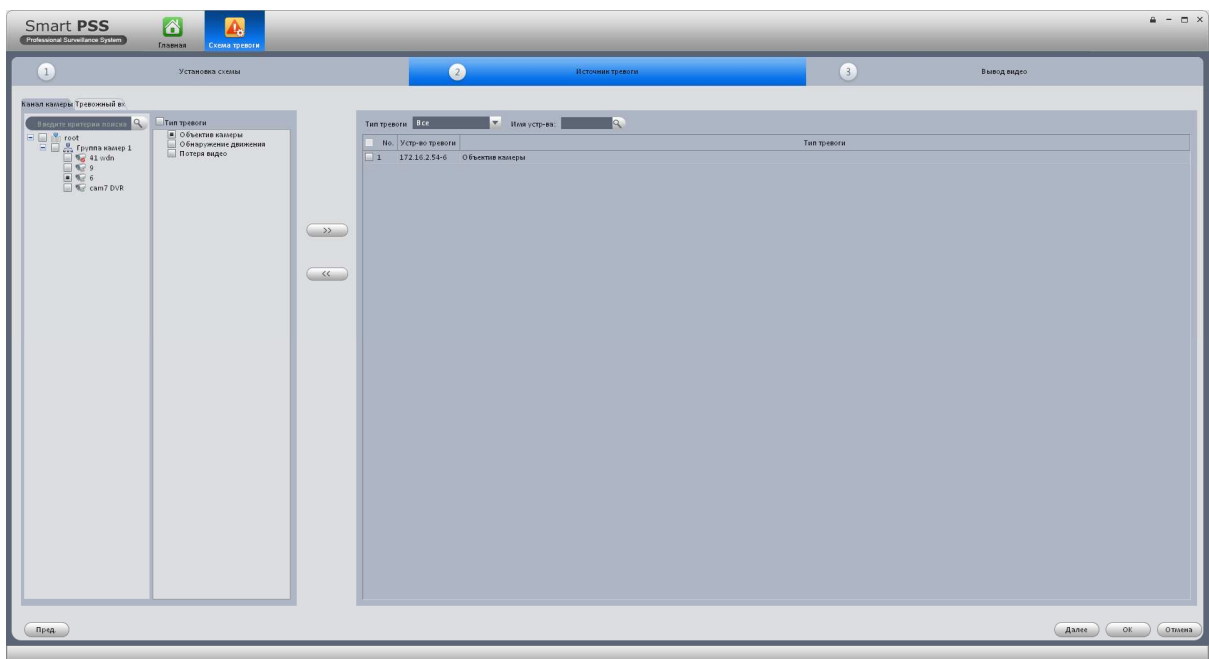 Smart PSS
Professional Surveillance System
Главная
Схема тревоги
1 Установка схемы
2 Источник тревоги
3 Вывод видео
Канал камеры Тревожный вх.
Введите критерии поиска
root
Группа камер 1
41 wdn
9
6
cam7 DVR
Тип тревоги
Объектив камеры
Обнаружение движения
Потеря видео
>>
<<
Тип тревоги Все Имя устр-ва:
No. Устр-во тревоги Тип тревоги
1 172.16.2.54-6 Объектив камеры
Пред. Далее OK Отмена